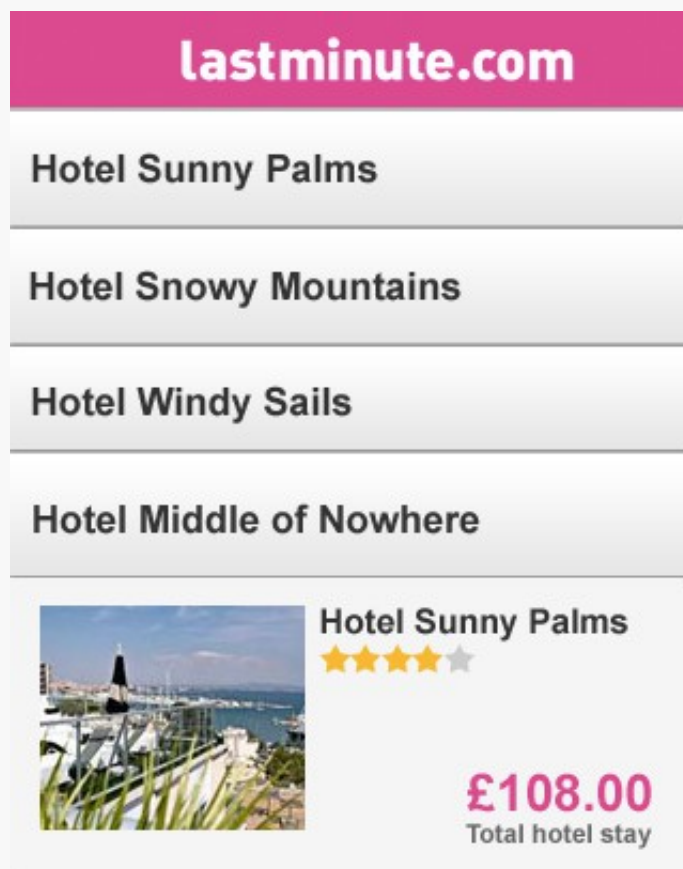 lastminute.com
Hotel Sunny Palms
Hotel Snowy Mountains
Hotel Windy Sails
Hotel Middle of Nowhere
Hotel Sunny Palms
£108.00
Total hotel stay